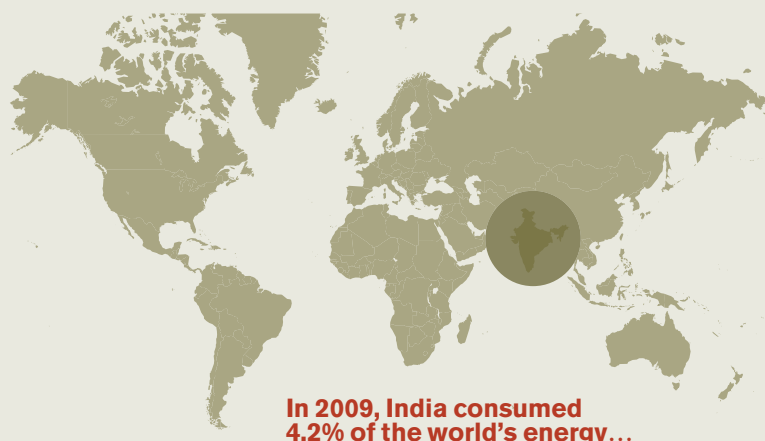 In 2009, India consumed
4.2% of the world's energy...